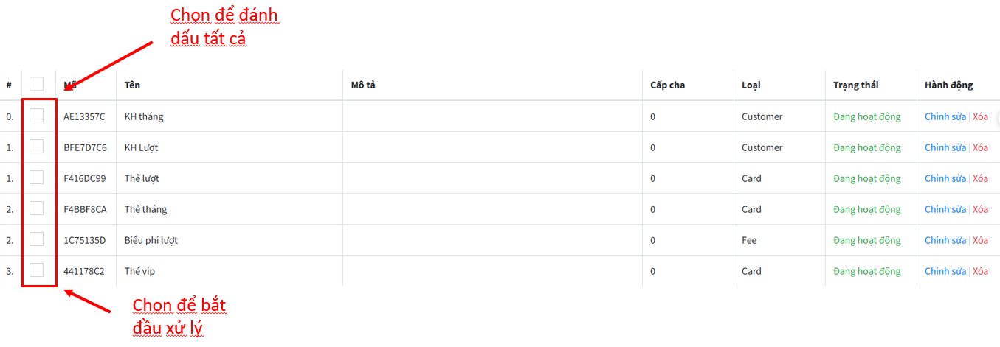 Chọn để đánh
dấu tất cả
# Mã Tên Mô tả Cấp cha Loại Trạng thái Hành động
0. AE13357C KH tháng 0 Customer Đang hoạt động Chỉnh sửa | Xóa
1. BFE7D7C6 KH Lượt 0 Customer Đang hoạt động Chỉnh sửa | Xóa
1. F416DC99 Thẻ lượt 0 Card Đang hoạt động Chỉnh sửa | Xóa
2. F4BBF8CA Thẻ tháng 0 Card Đang hoạt động Chỉnh sửa | Xóa
2. 1C75135D Biểu phí lượt 0 Fee Đang hoạt động Chỉnh sửa | Xóa
3. 441178C2 Thẻ vip 0 Card Đang hoạt động Chỉnh sửa | Xóa
Chọn để bắt
đầu xử lý